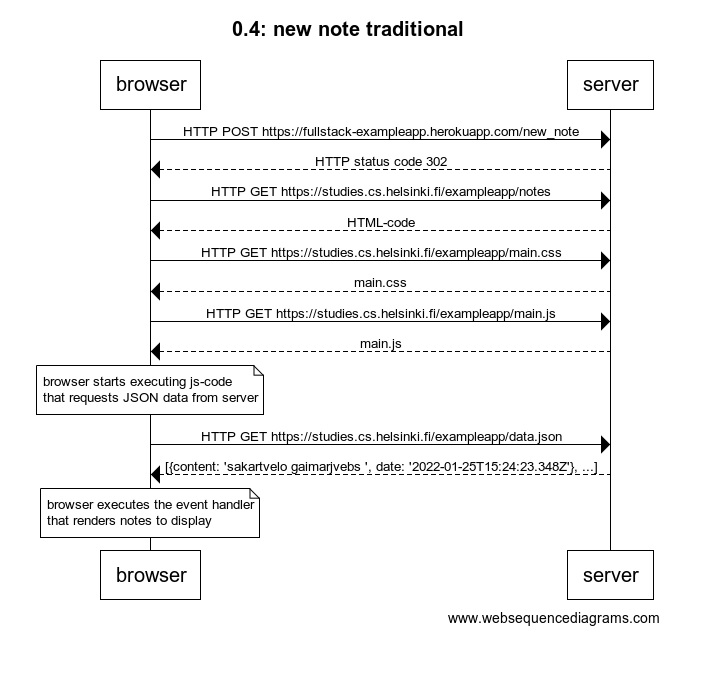 0.4: new note traditional
browser
server
HTTP POST https://fullstack-exampleapp.herokuapp.com/new_note
HTTP status code 302
HTTP GET https://studies.cs.helsinki.fi/exampleapp/notes
HTML-code
HTTP GET https://studies.cs.helsinki.fi/exampleapp/main.css
main.css
HTTP GET https://studies.cs.helsinki.fi/exampleapp/main.js
main.js
browser starts executing js-code
that requests JSON data from server
HTTP GET https://studies.cs.helsinki.fi/exampleapp/data.json
[{content: 'sakartvelo gaimarjvebs ', date: '2022-01-25T15:24:23.348Z'}, ...]
browser executes the event handler
that renders notes to display
browser
server
www.websequencediagrams.com